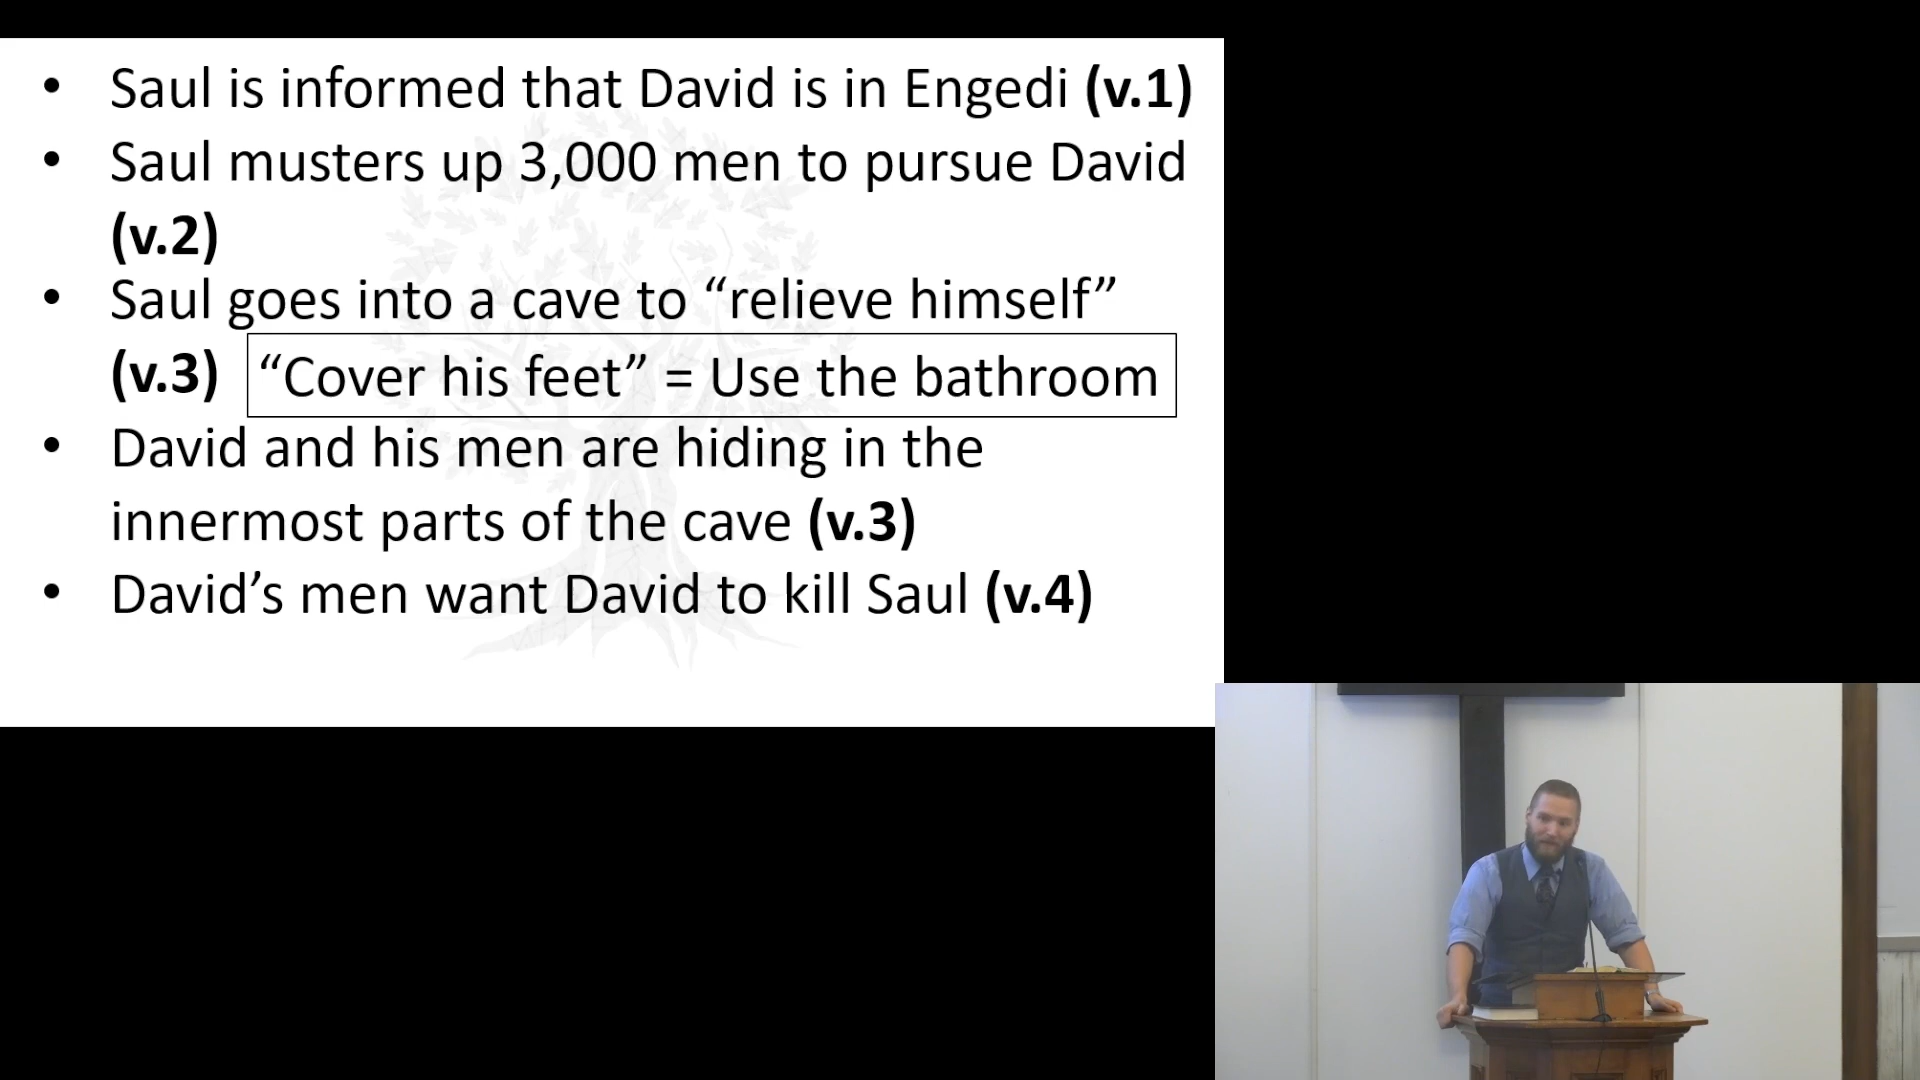 • Saul is informed that David is in Engedi (v.1)
• Saul musters up 3,000 men to pursue David
(v.2)
• Saul goes into a cave to “relieve himself”
(v.3) “Cover his feet” = Use the bathroom
• David and his men are hiding in the
innermost parts of the cave (v.3)
• David’s men want David to kill Saul (v.4)